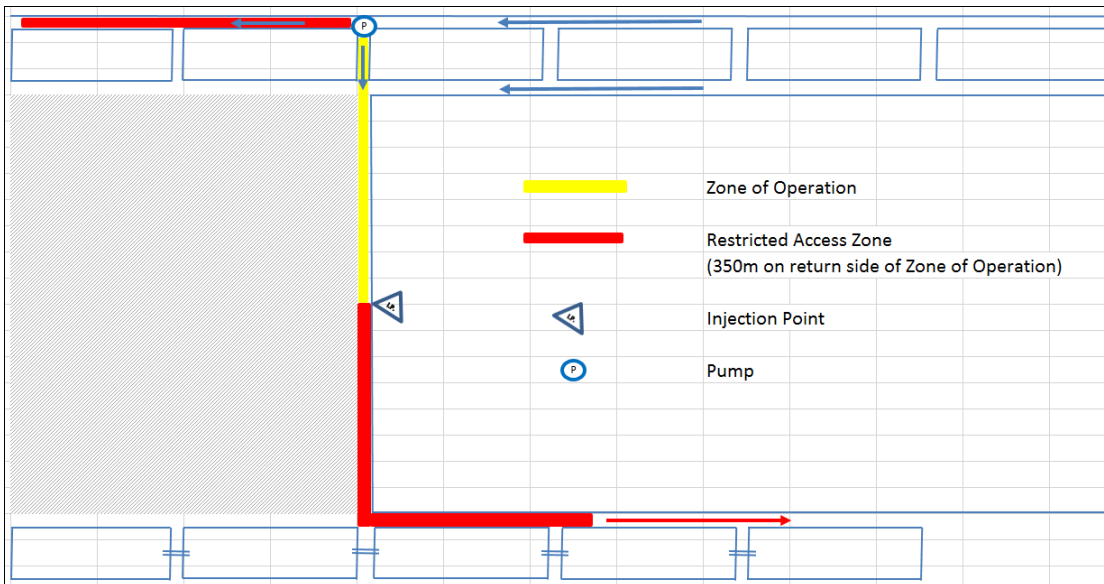 P
Zone of Operation
Restricted Access Zone
(350m on return side of Zone of Operation)
Injection Point
P
Pump